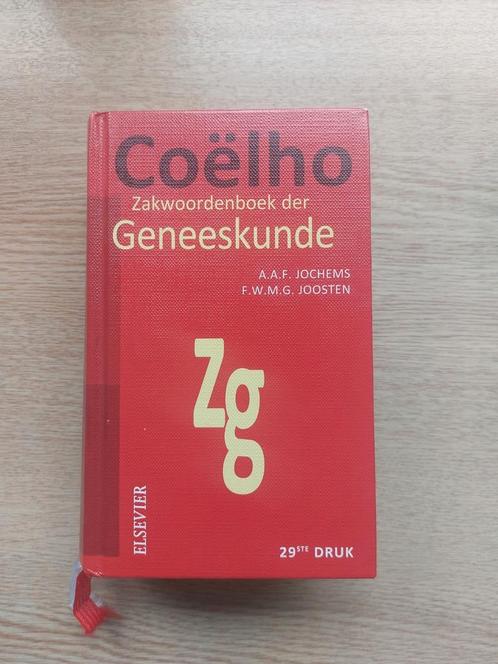 Coëlho
Zakwoordenboek der
Geneeskunde
A.A.F. JOCHEMS
F.W.M.G. JOOSTEN
Zg
ELSEVIER
29STE DRUK